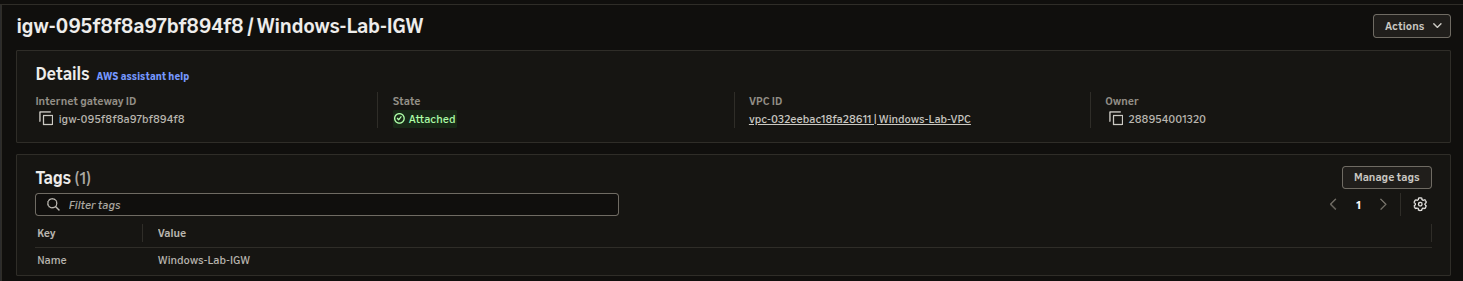 igw-095f8f8a97bf894f8 / Windows-Lab-IGW
Actions
Details AWS assistant help
Internet gateway ID
igw-095f8f8a97bf894f8
State
Attached
VPC ID
vpc-032eebac18fa28611 | Windows-Lab-VPC
Owner
288954001320
Tags (1)
Manage tags
Filter tags
1
Key Value
Name Windows-Lab-IGW